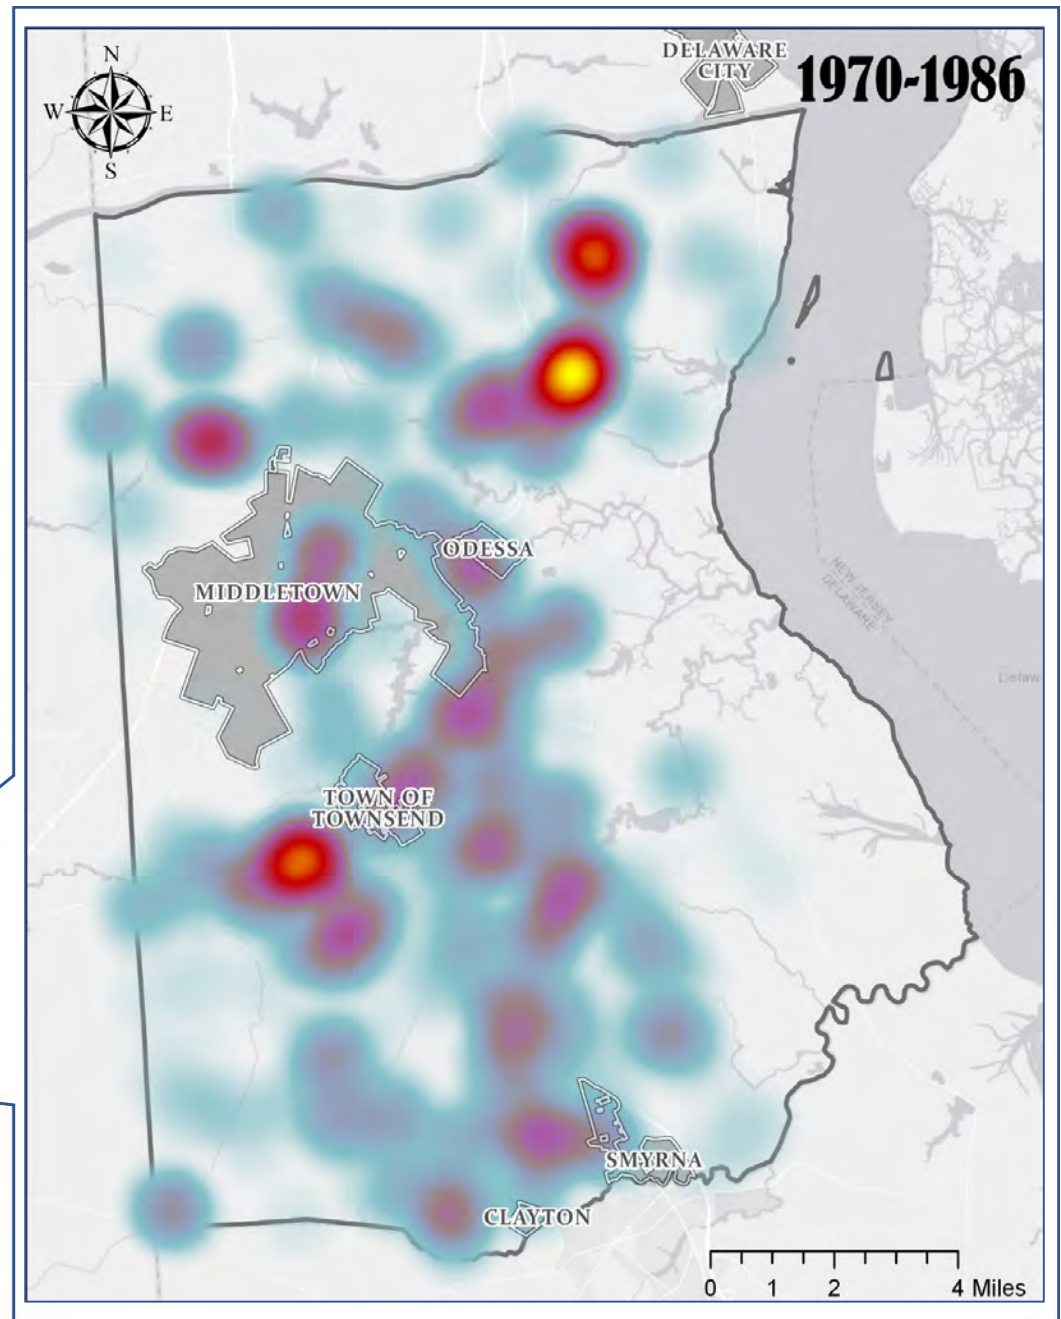 DELAWARE
CITY
1970-1986
N
W
E
S
ODESSA
MIDDLETOWN
NEW JERSEY
DELAWARE
Delaw
TOWN OF
TOWNSEND
SMYRNA
CLAYTON
0 1 2 4 Miles